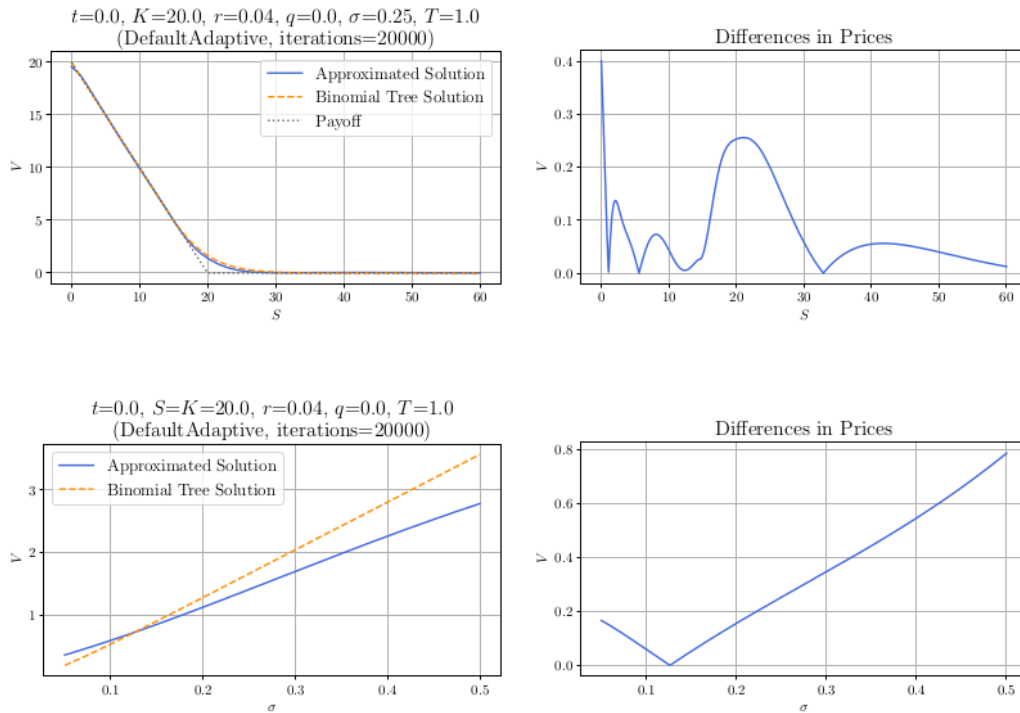 t=0.0, K=20.0, r=0.04, q=0.0, σ=0.25, T=1.0
(DefaultAdaptive, iterations=20000)
Approximated Solution
Binomial Tree Solution
Payoff
V
20
15
10
5
0
0 10 20 30 40 50 60
S
Differences in Prices
V
0.4
0.3
0.2
0.1
0.0
0 10 20 30 40 50 60
S
t=0.0, S=K=20.0, r=0.04, q=0.0, T=1.0
(DefaultAdaptive, iterations=20000)
Approximated Solution
Binomial Tree Solution
V
3
2
1
0.1 0.2 0.3 0.4 0.5
σ
Differences in Prices
V
0.8
0.6
0.4
0.2
0.0
0.1 0.2 0.3 0.4 0.5
σ